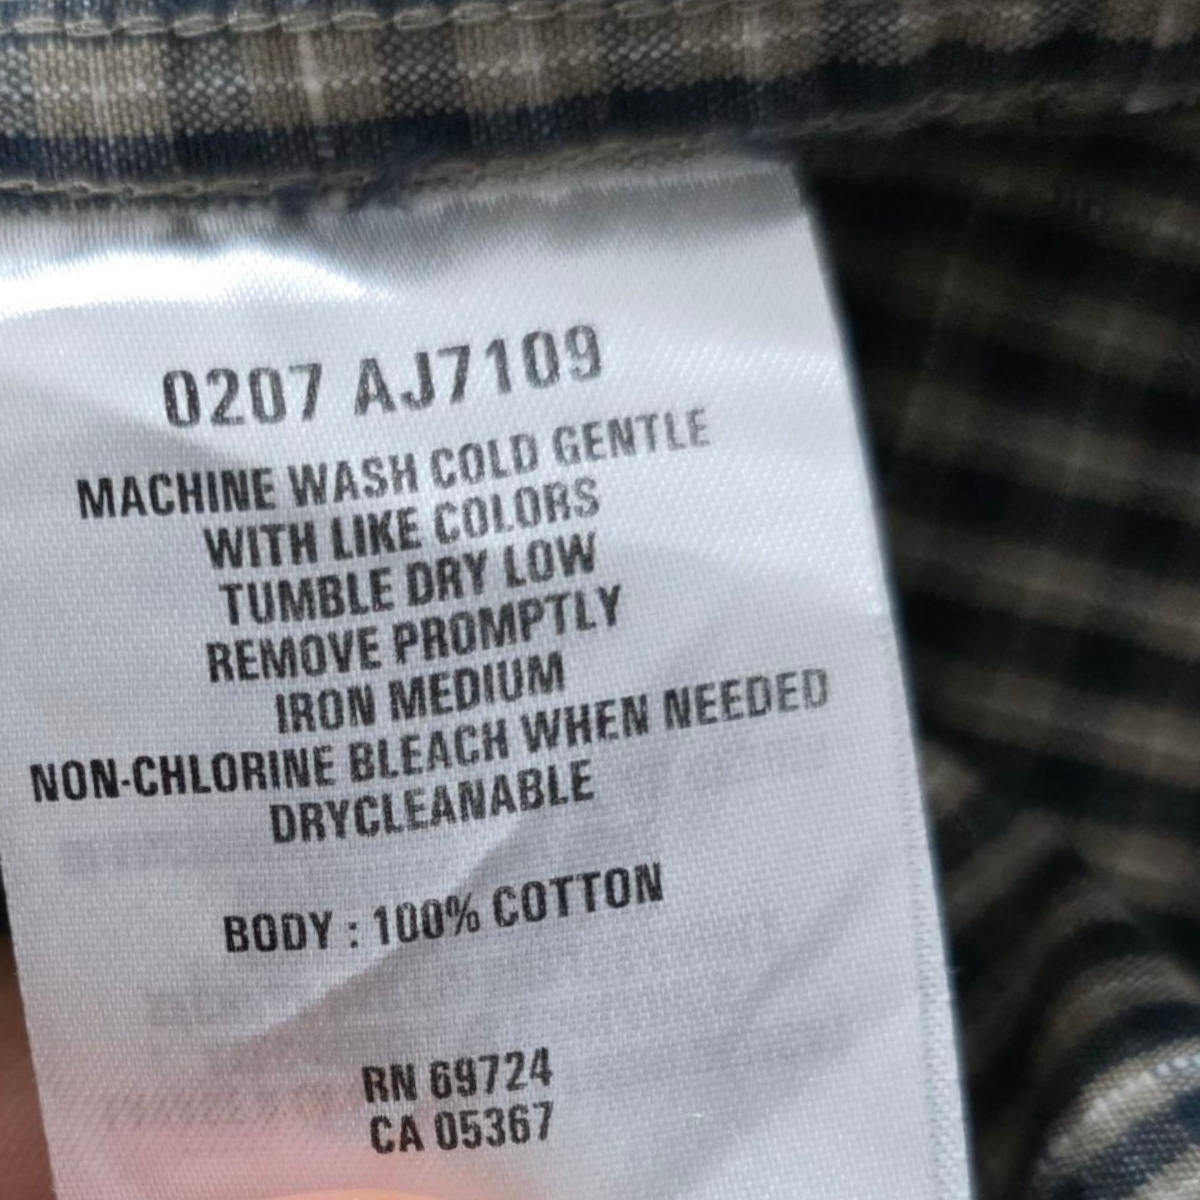 0207 AJ7109
MACHINE WASH COLD GENTLE
WITH LIKE COLORS
TUMBLE DRY LOW
REMOVE PROMPTLY
IRON MEDIUM
NON-CHLORINE BLEACH WHEN NEEDED
DRYCLEANABLE
BODY : 100% COTTON
RN 69724
CA 05367